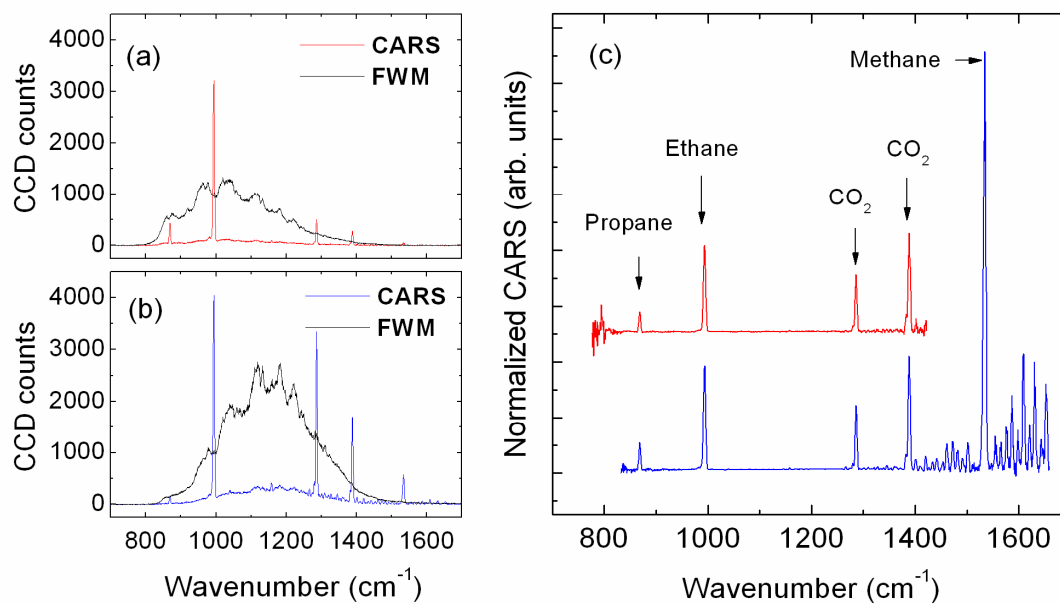 (a)
CARS
FWM
CCD counts
4000
3000
2000
1000
0
(b)
CARS
FWM
CCD counts
4000
3000
2000
1000
0
800 1000 1200 1400 1600
Wavenumber (cm⁻¹)
(c)
Methane
CO₂
Ethane
CO₂
Propane
Normalized CARS (arb. units)
800 1000 1200 1400 1600
Wavenumber (cm⁻¹)